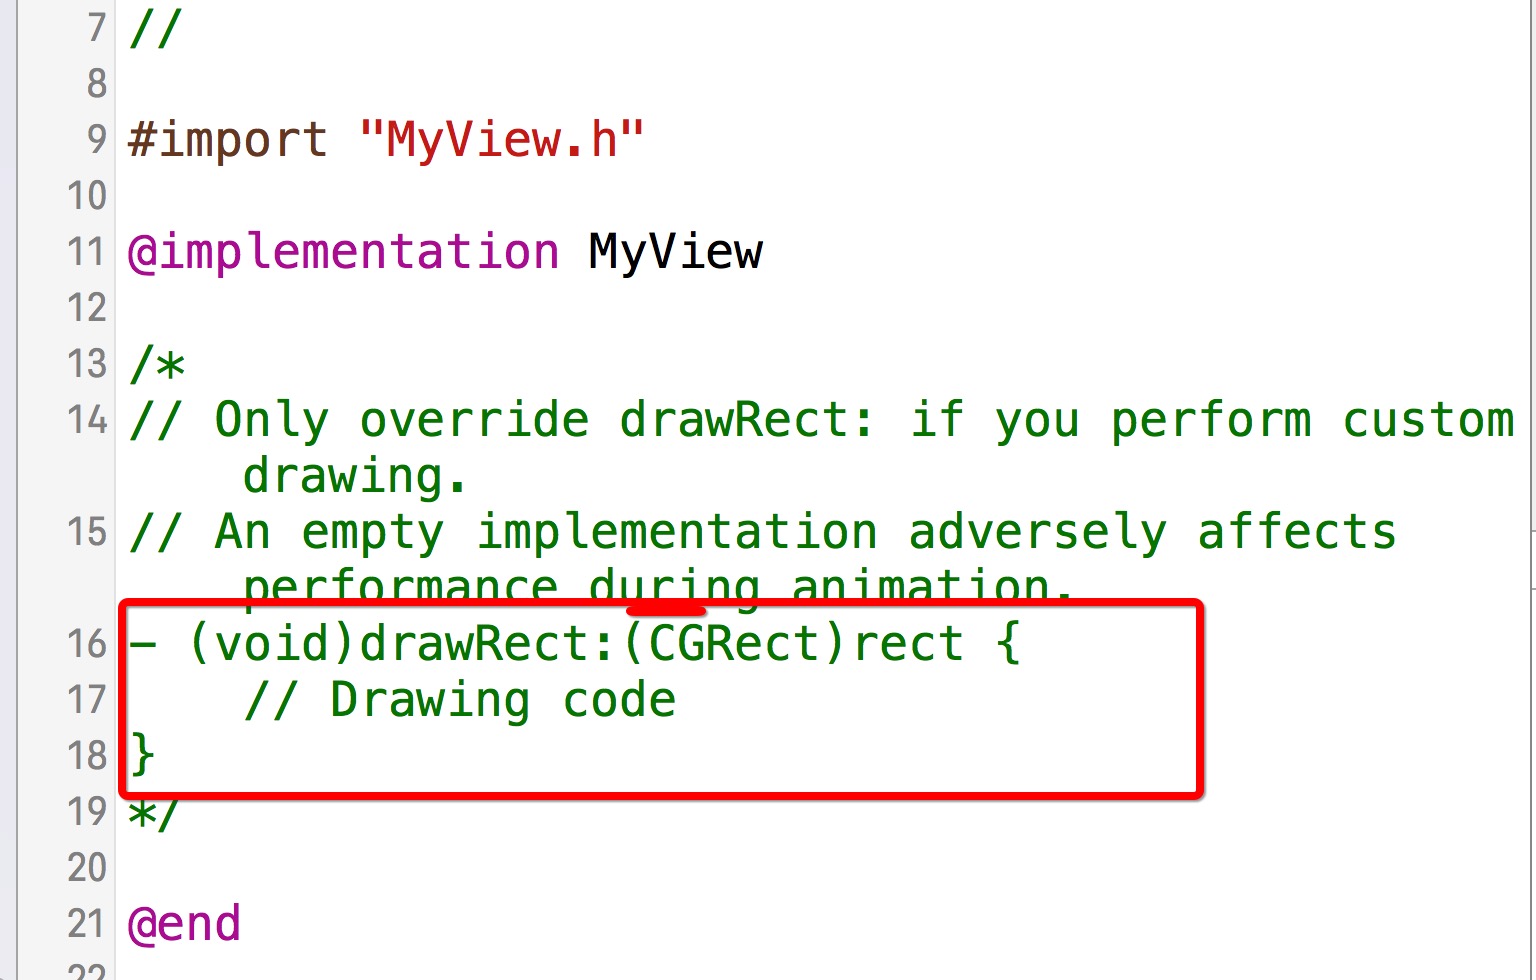 7 //
8
9 #import "MyView.h"
10
11 @implementation MyView
12
13 /*
14 // Only override drawRect: if you perform custom
drawing.
15 // An empty implementation adversely affects
performance during animation.
16 - (void)drawRect:(CGRect)rect {
17 // Drawing code
18 }
19 */
20
21 @end
22